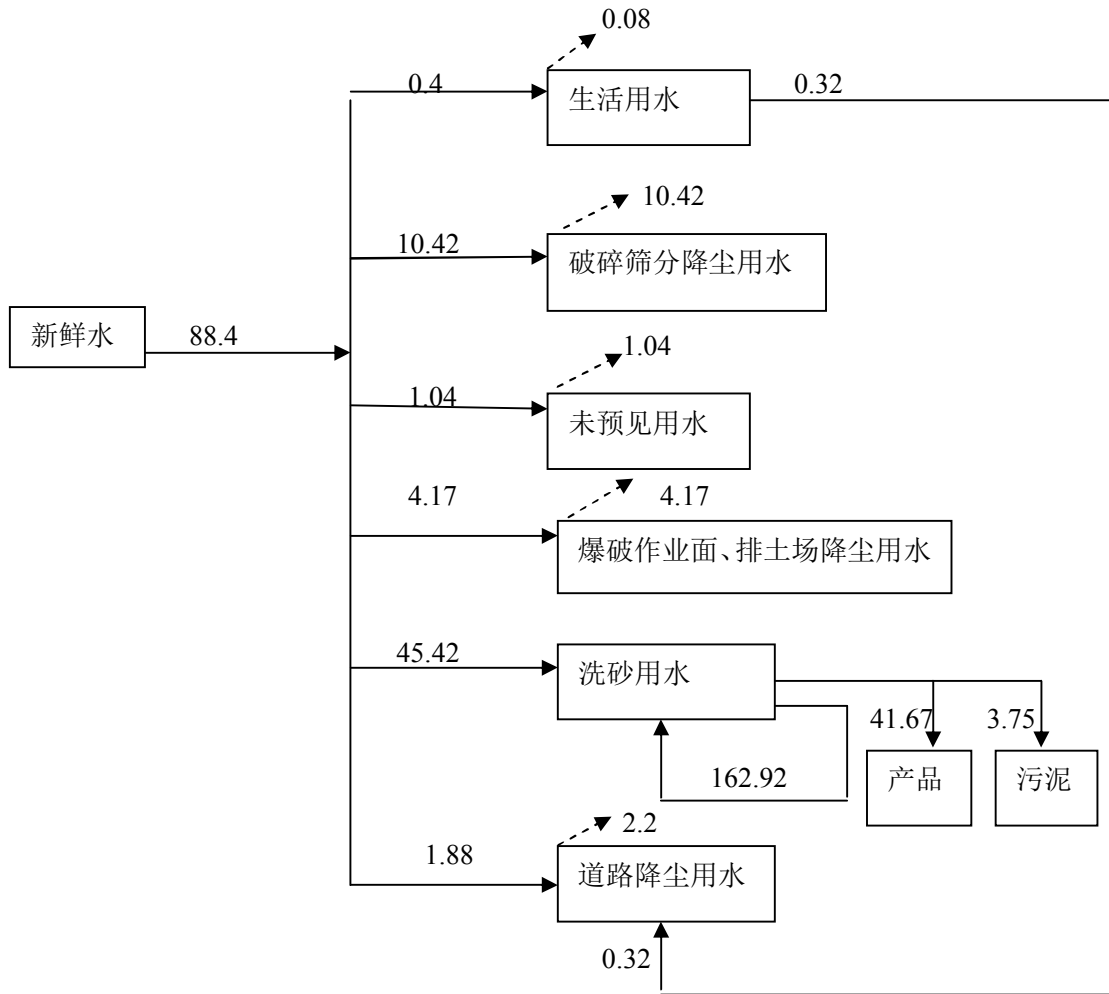 0.08
0.4
生活用水
0.32
10.42
10.42
破碎筛分降尘用水
新鲜水
88.4
1.04
1.04
未预见用水
4.17
4.17
爆破作业面、排土场降尘用水
45.42
洗砂用水
41.67
3.75
162.92
产品
污泥
2.2
1.88
道路降尘用水
0.32